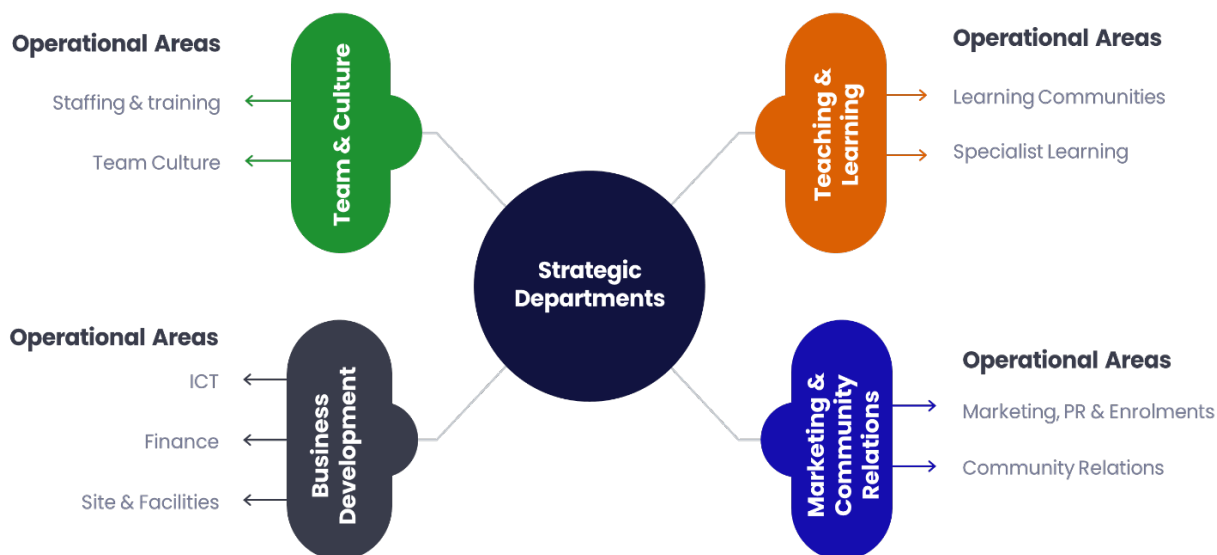 Operational Areas
Staffing & training
Team Culture
Team & Culture
Teaching &
Learning
Operational Areas
Learning Communities
Specialist Learning
Strategic
Departments
Operational Areas
ICT
Finance
Site & Facilities
Business
Development
Marketing &
Community
Relations
Operational Areas
Marketing, PR & Enrolments
Community Relations